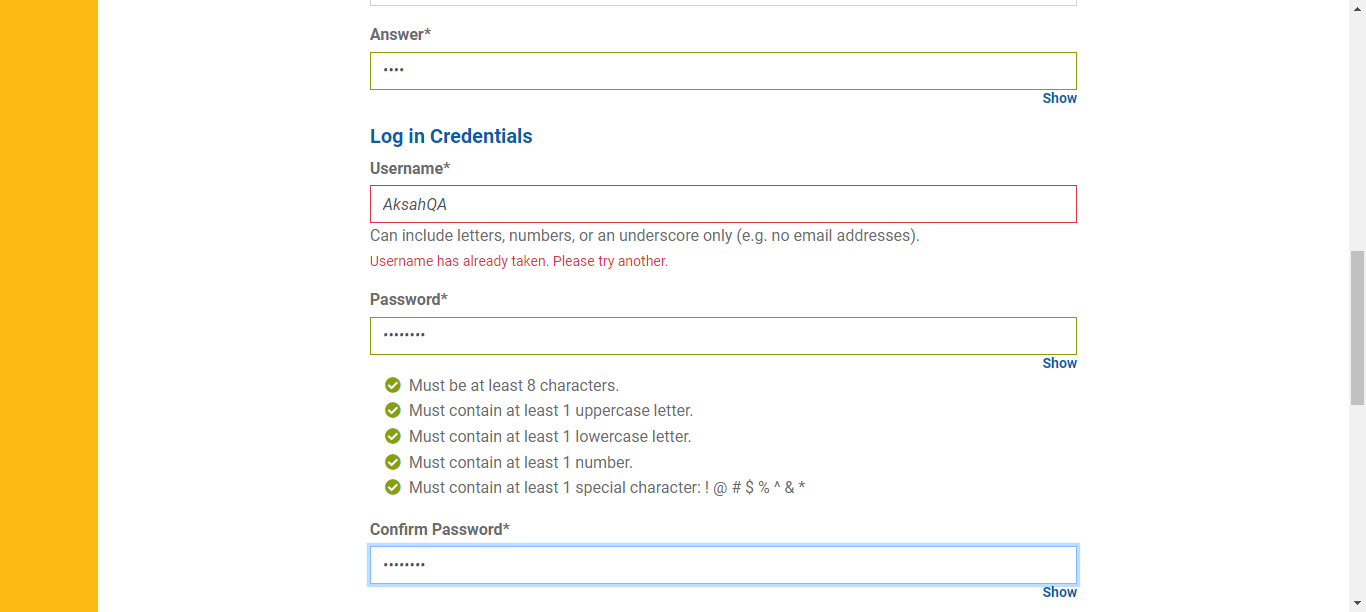 Answer*
••••
Show
Log in Credentials
Username*
AksahQA
Can include letters, numbers, or an underscore only (e.g. no email addresses).
Username has already taken. Please try another.
Password*
••••••••
Show
Must be at least 8 characters.
Must contain at least 1 uppercase letter.
Must contain at least 1 lowercase letter.
Must contain at least 1 number.
Must contain at least 1 special character: ! @ # $ % ^ & *
Confirm Password*
••••••••
Show